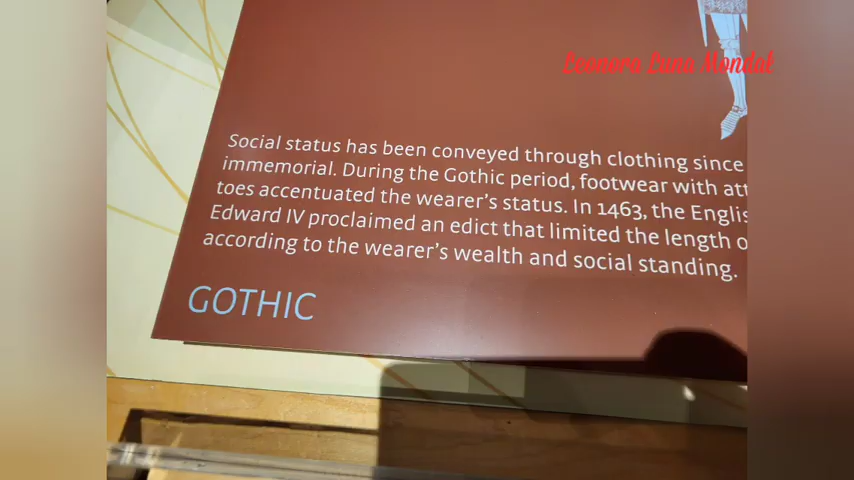 Leonora Luna Mondal
Social status has been conveyed through clothing since
immemorial. During the Gothic period, footwear with
toes accentuated the wearer's status. In 1463, the
Edward IV proclaimed an edict that limited the length
according to the wearer's wealth and social standing.
GOTHIC